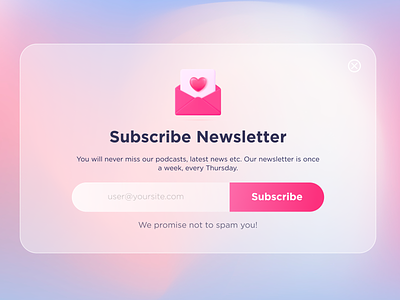 Subscribe Newsletter
You will never miss our podcasts, latest news etc. Our newsletter is once
a week, every Thursday.
user@yoursite.com
Subscribe
We promise not to spam you!